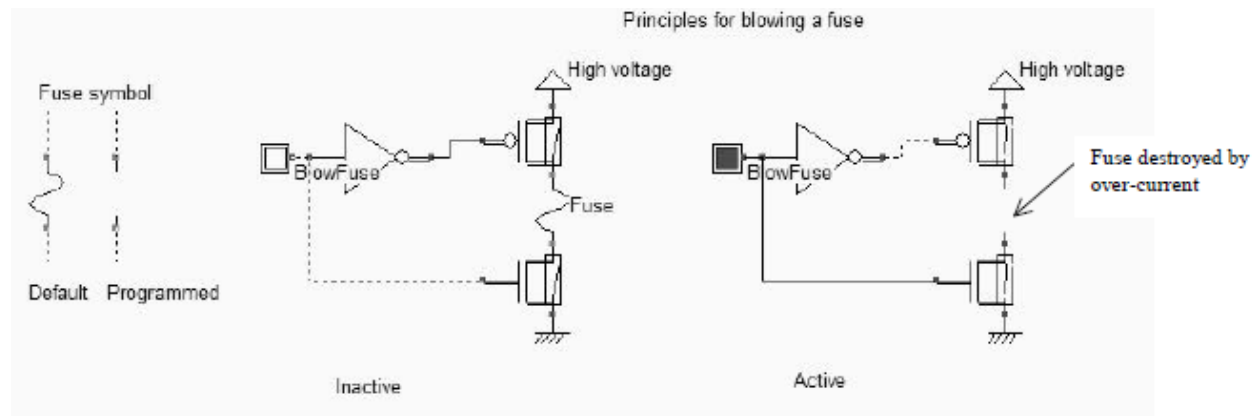 Principles for blowing a fuse
Fuse symbol
Default
Programmed
High voltage
BlowFuse
Fuse
Inactive
High voltage
BlowFuse
Fuse destroyed by
over-current
Active